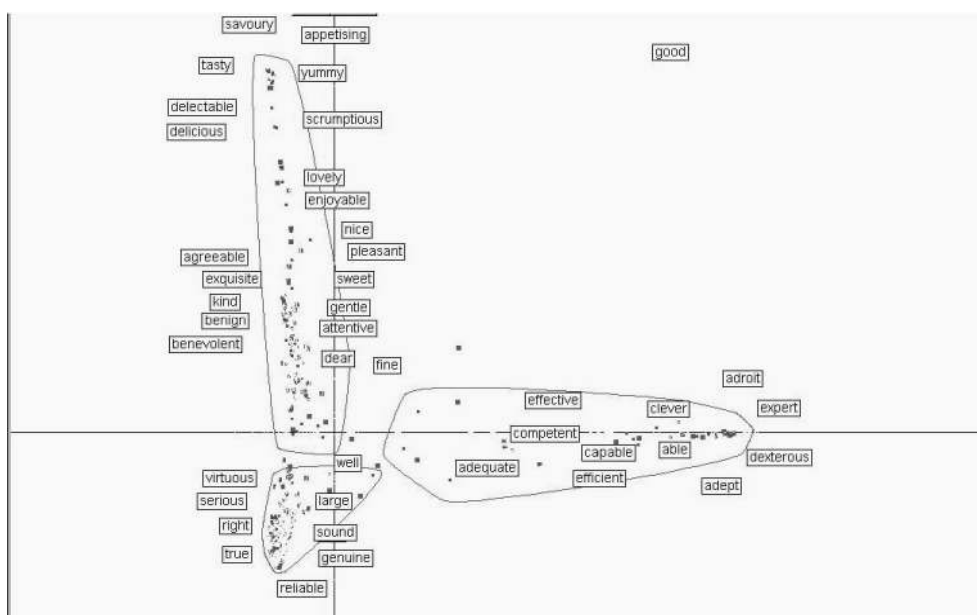 savoury
appetising
good
tasty
yummy
delectable
scrumptious
delicious
lovely
enjoyable
nice
pleasant
agreeable
exquisite
sweet
kind
gentle
benign
attentive
benevolent
dear
fine
adroit
effective
clever
expert
competent
capable
able
dexterous
well
adequate
virtuous
efficient
adept
serious
large
right
sound
true
genuine
reliable